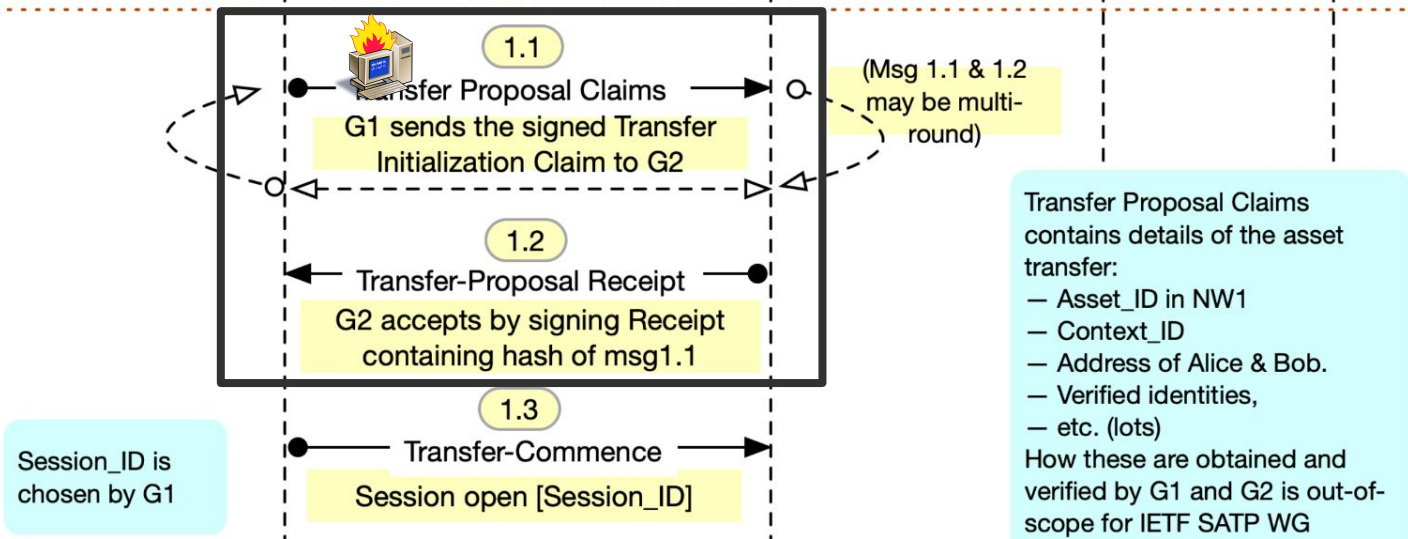 1.1
Transfer Proposal Claims
G1 sends the signed Transfer
Initialization Claim to G2
(Msg 1.1 & 1.2
may be multi-
round)
1.2
Transfer-Proposal Receipt
G2 accepts by signing Receipt
containing hash of msg1.1
1.3
Transfer-Commence
Session open [Session_ID]
Session_ID is
chosen by G1
Transfer Proposal Claims
contains details of the asset
transfer:
— Asset_ID in NW1
— Context_ID
— Address of Alice & Bob.
— Verified identities,
— etc. (lots)
How these are obtained and
verified by G1 and G2 is out-of-
scope for IETF SATP WG